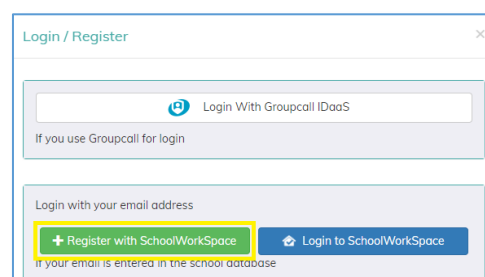 Login / Register
Login With Groupcall IDaaS
If you use Groupcall for login
Login with your email address
Register with SchoolWorkSpace
Login to SchoolWorkSpace
If your email is entered in the school database